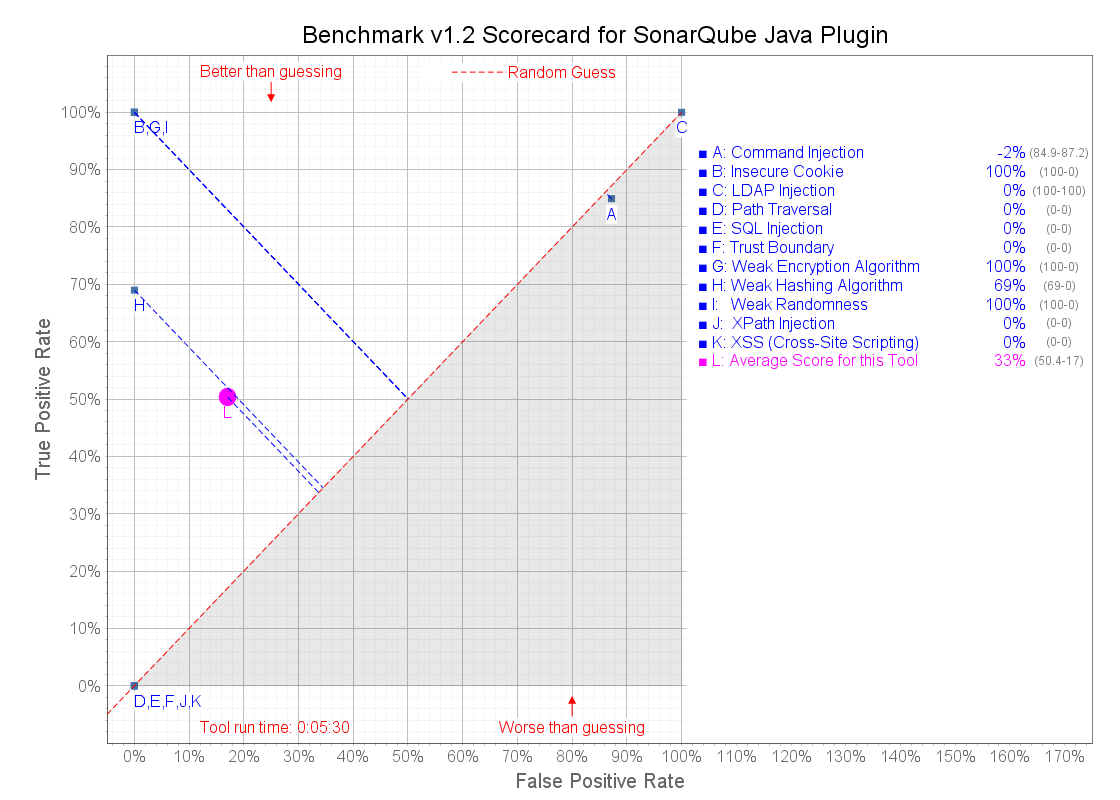 Benchmark v1.2 Scorecard for SonarQube Java Plugin
Better than guessing
Random Guess
100%
90%
80%
70%
60%
50%
40%
30%
20%
10%
0%
True Positive Rate
B,G,I
C
A
H
L
D,E,F,J,K
A: Command Injection -2% (84.9-87.2)
B: Insecure Cookie 100% (100-0)
C: LDAP Injection 0% (100-100)
D: Path Traversal 0% (0-0)
E: SQL Injection 0% (0-0)
F: Trust Boundary 0% (0-0)
G: Weak Encryption Algorithm 100% (100-0)
H: Weak Hashing Algorithm 69% (69-0)
I: Weak Randomness 100% (100-0)
J: XPath Injection 0% (0-0)
K: XSS (Cross-Site Scripting) 0% (0-0)
L: Average Score for this Tool 33% (50.4-17)
Tool run time: 0:05:30
Worse than guessing
0% 10% 20% 30% 40% 50% 60% 70% 80% 90% 100% 110% 120% 130% 140% 150% 160% 170%
False Positive Rate